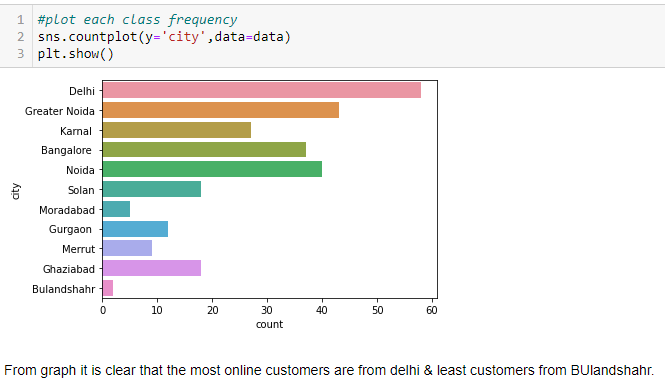 1 #plot each class frequency
2 sns.countplot(y='city',data=data)
3 plt.show()
Delhi
Greater Noida
Karnal
Bangalore
Noida
Solan
Moradabad
Gurgaon
Merrut
Ghaziabad
Bulandshahr
city
0 10 20 30 40 50 60
count
From graph it is clear that the most online customers are from delhi & least customers from BUlandshahr.